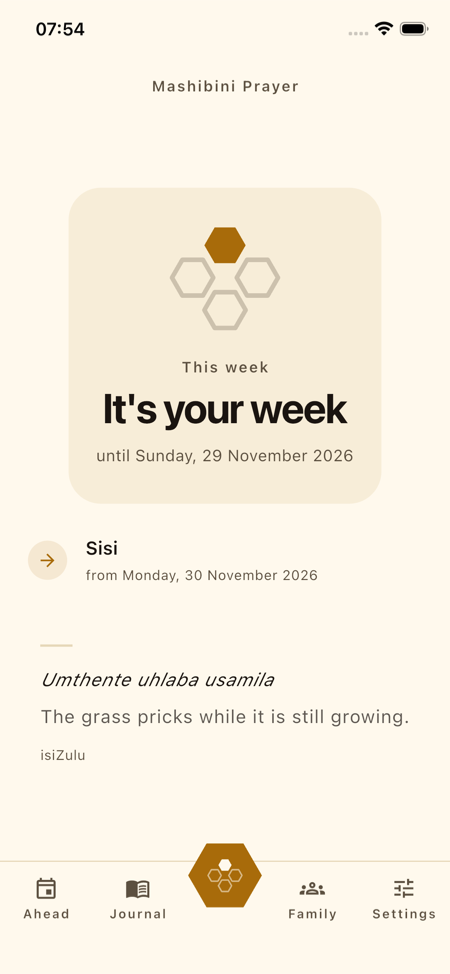 07:54
Mashibini Prayer
This week
It's your week
until Sunday, 29 November 2026
Sisi
from Monday, 30 November 2026
Umthente uhlaba usamila
The grass pricks while it is still growing.
isiZulu
Ahead
Journal
Family
Settings